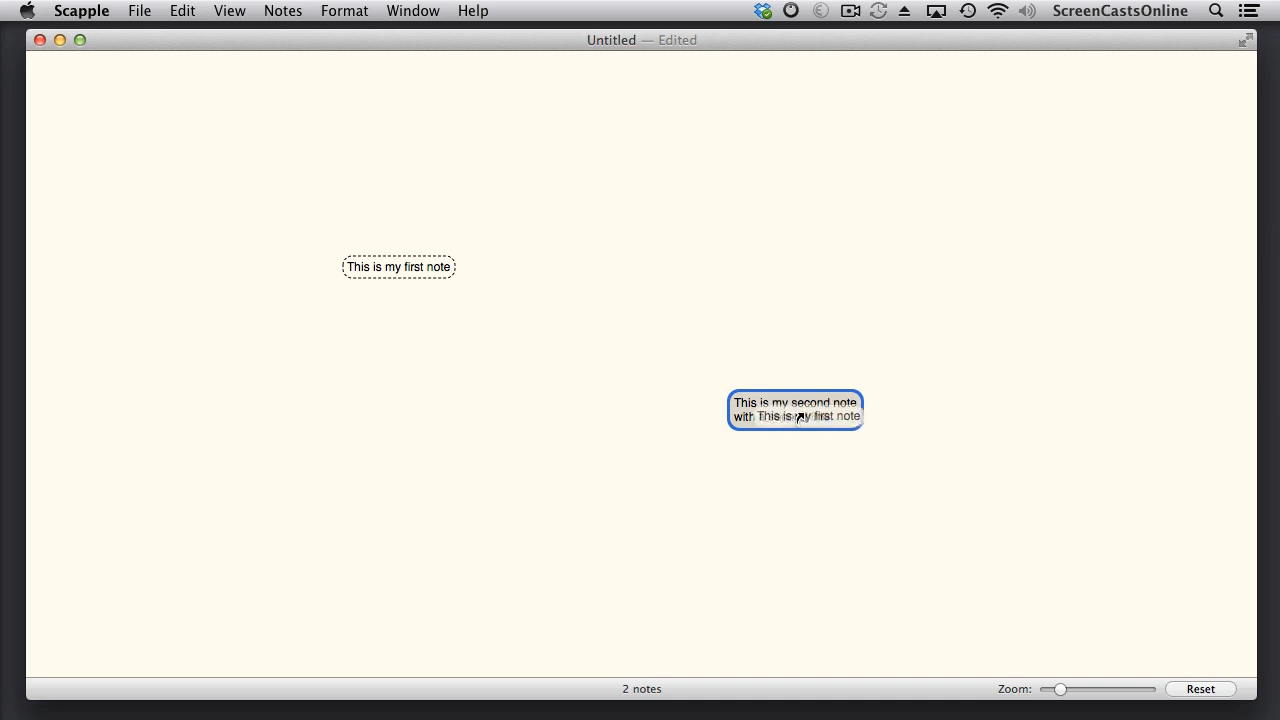 Scapple File Edit View Notes Format Window Help ScreenCastsOnline
Untitled — Edited
This is my first note
This is my second note
with
This is my first note
2 notes
Zoom: Reset